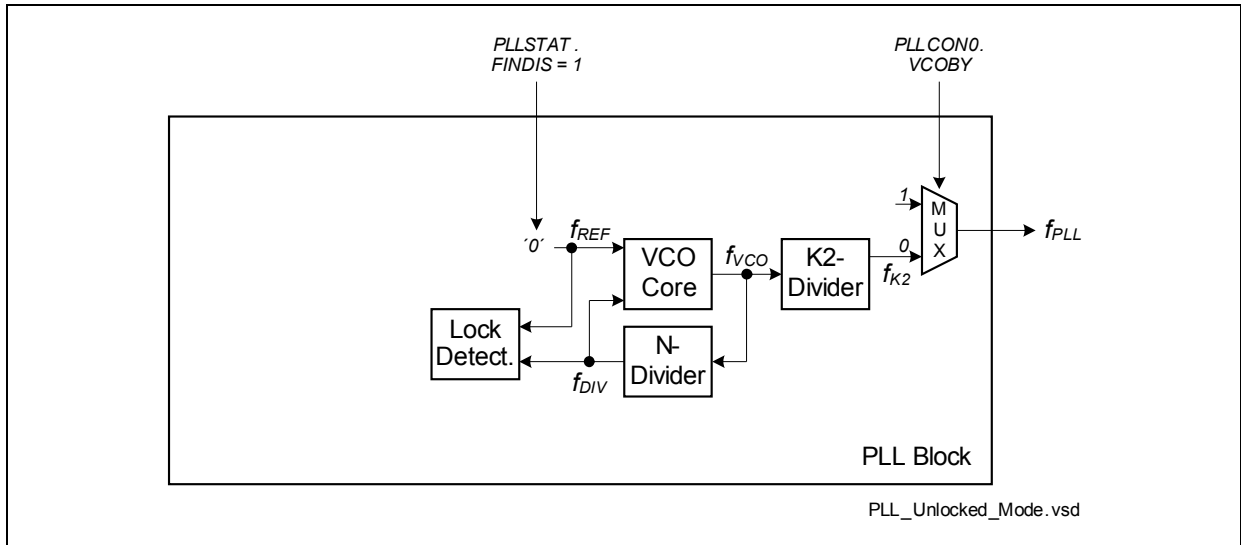 PLLSTAT.
FINDIS = 1
PLLCON0.
VCOBY
1
M
U
X
fPLL
´0´
fREF
VCO
Core
fVCO
K2-
Divider
0
fK2
Lock
Detect.
fDIV
N-
Divider
PLL Block
PLL_Unlocked_Mode.vsd